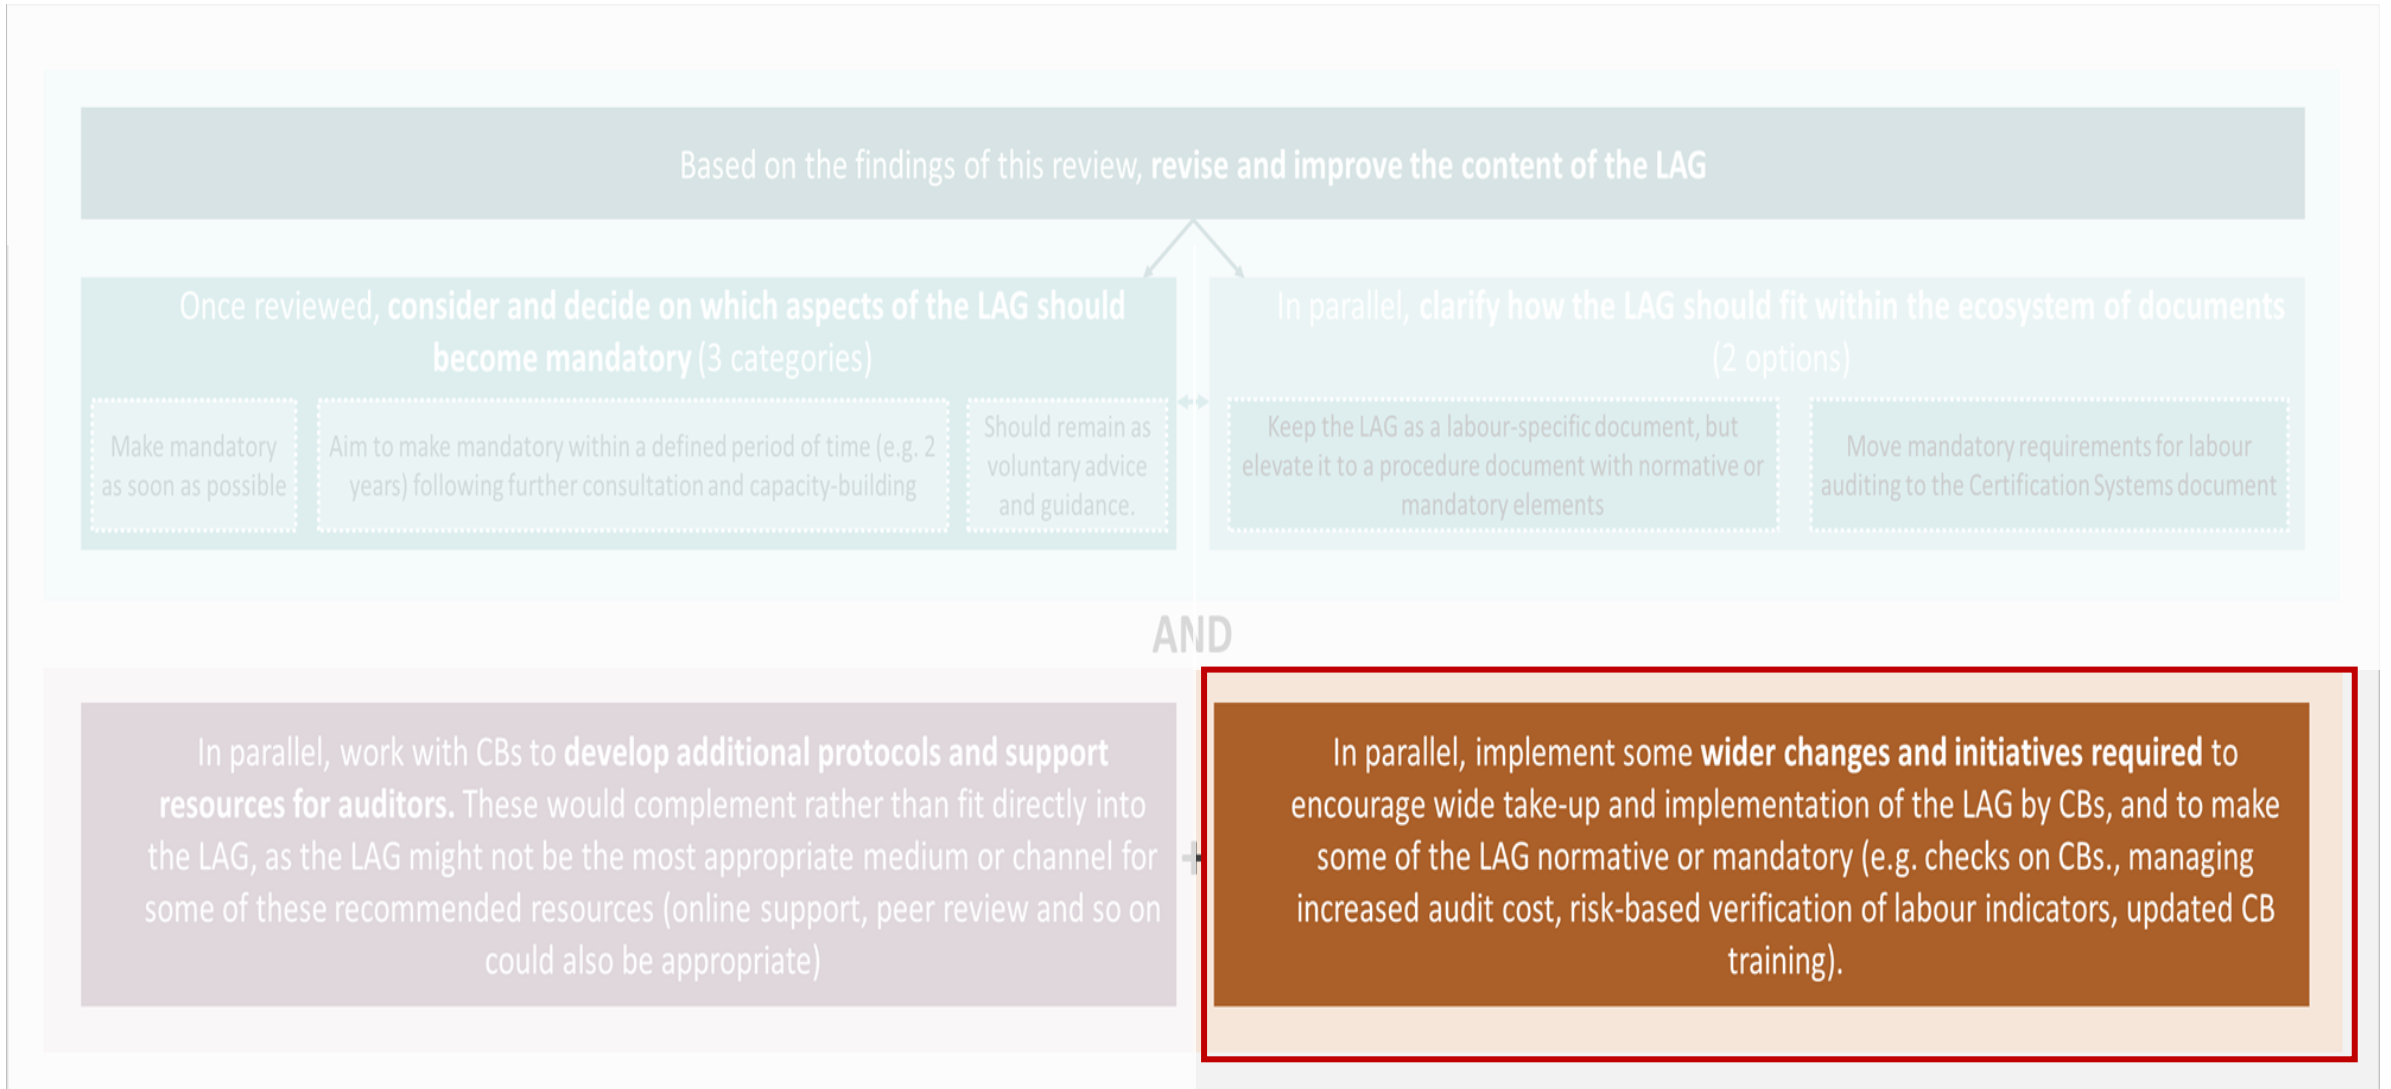 Based on the findings of this review, revise and improve the content of the LAG
Once reviewed, consider and decide on which aspects of the LAG should
become mandatory (3 categories)
Make mandatory
as soon as possible
Aim to make mandatory within a defined period of time (e.g. 2
years) following further consultation and capacity-building
Should remain as
voluntary advice
and guidance.
In parallel, clarify how the LAG should fit within the ecosystem of documents
(2 options)
Keep the LAG as a labour-specific document, but
elevate it to a procedure document with normative or
mandatory elements
Move mandatory requirements for labour
auditing to the Certification Systems document
AND
In parallel, work with CBs to develop additional protocols and support
resources for auditors. These would complement rather than fit directly into
the LAG, as the LAG might not be the most appropriate medium or channel for
some of these recommended resources (online support, peer review and so on
could also be appropriate)
+
In parallel, implement some wider changes and initiatives required to
encourage wide take-up and implementation of the LAG by CBs, and to make
some of the LAG normative or mandatory (e.g. checks on CBs., managing
increased audit cost, risk-based verification of labour indicators, updated CB
training).